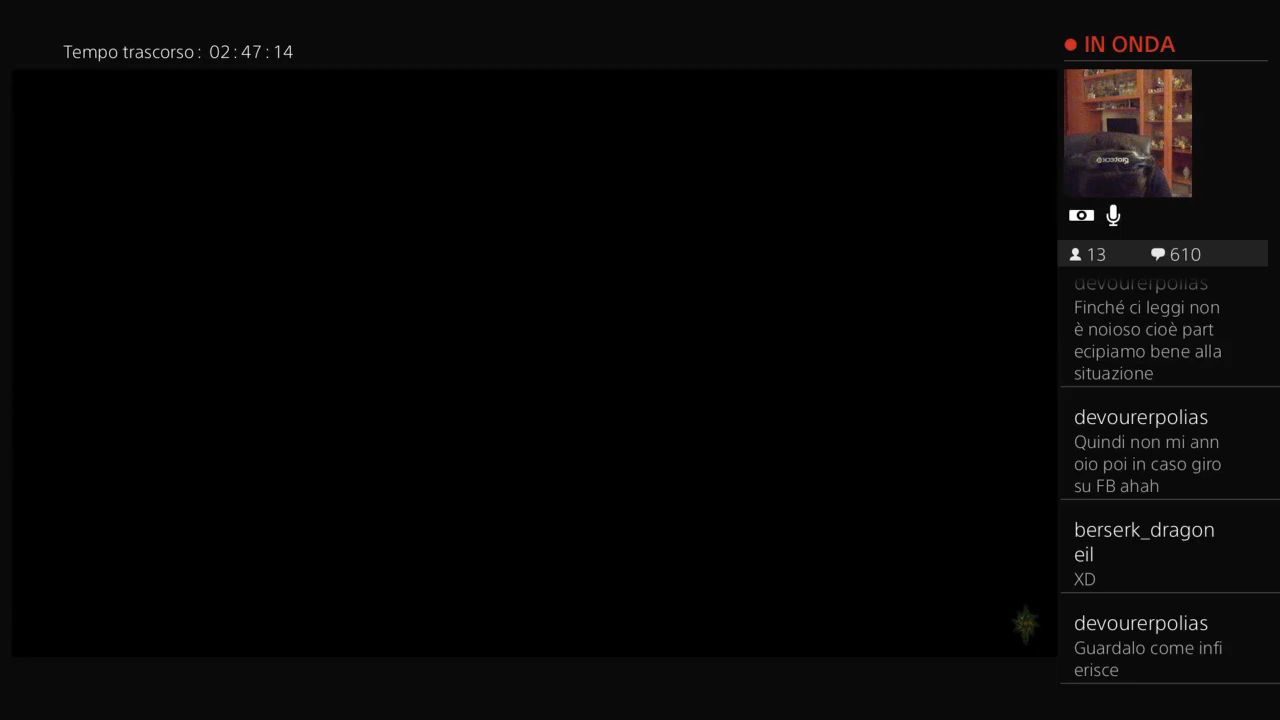 Tempo trascorso: 02:47:14
IN ONDA
13 610
devourerpolias
Finché ci leggi non
è noioso cioè part
ecipiamo bene alla
situazione
devourerpolias
Quindi non mi ann
oio poi in caso giro
su FB ahah
berserk_dragon
eil
XD
devourerpolias
Guardalo come infi
erisce